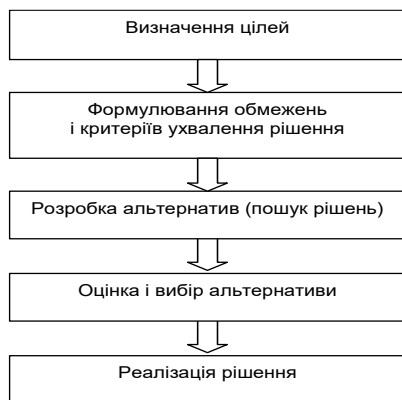 Визначення цілей
Формулювання обмежень
і критеріїв ухвалення рішення
Розробка альтернатив (пошук рішень)
Оцінка і вибір альтернативи
Реалізація рішення